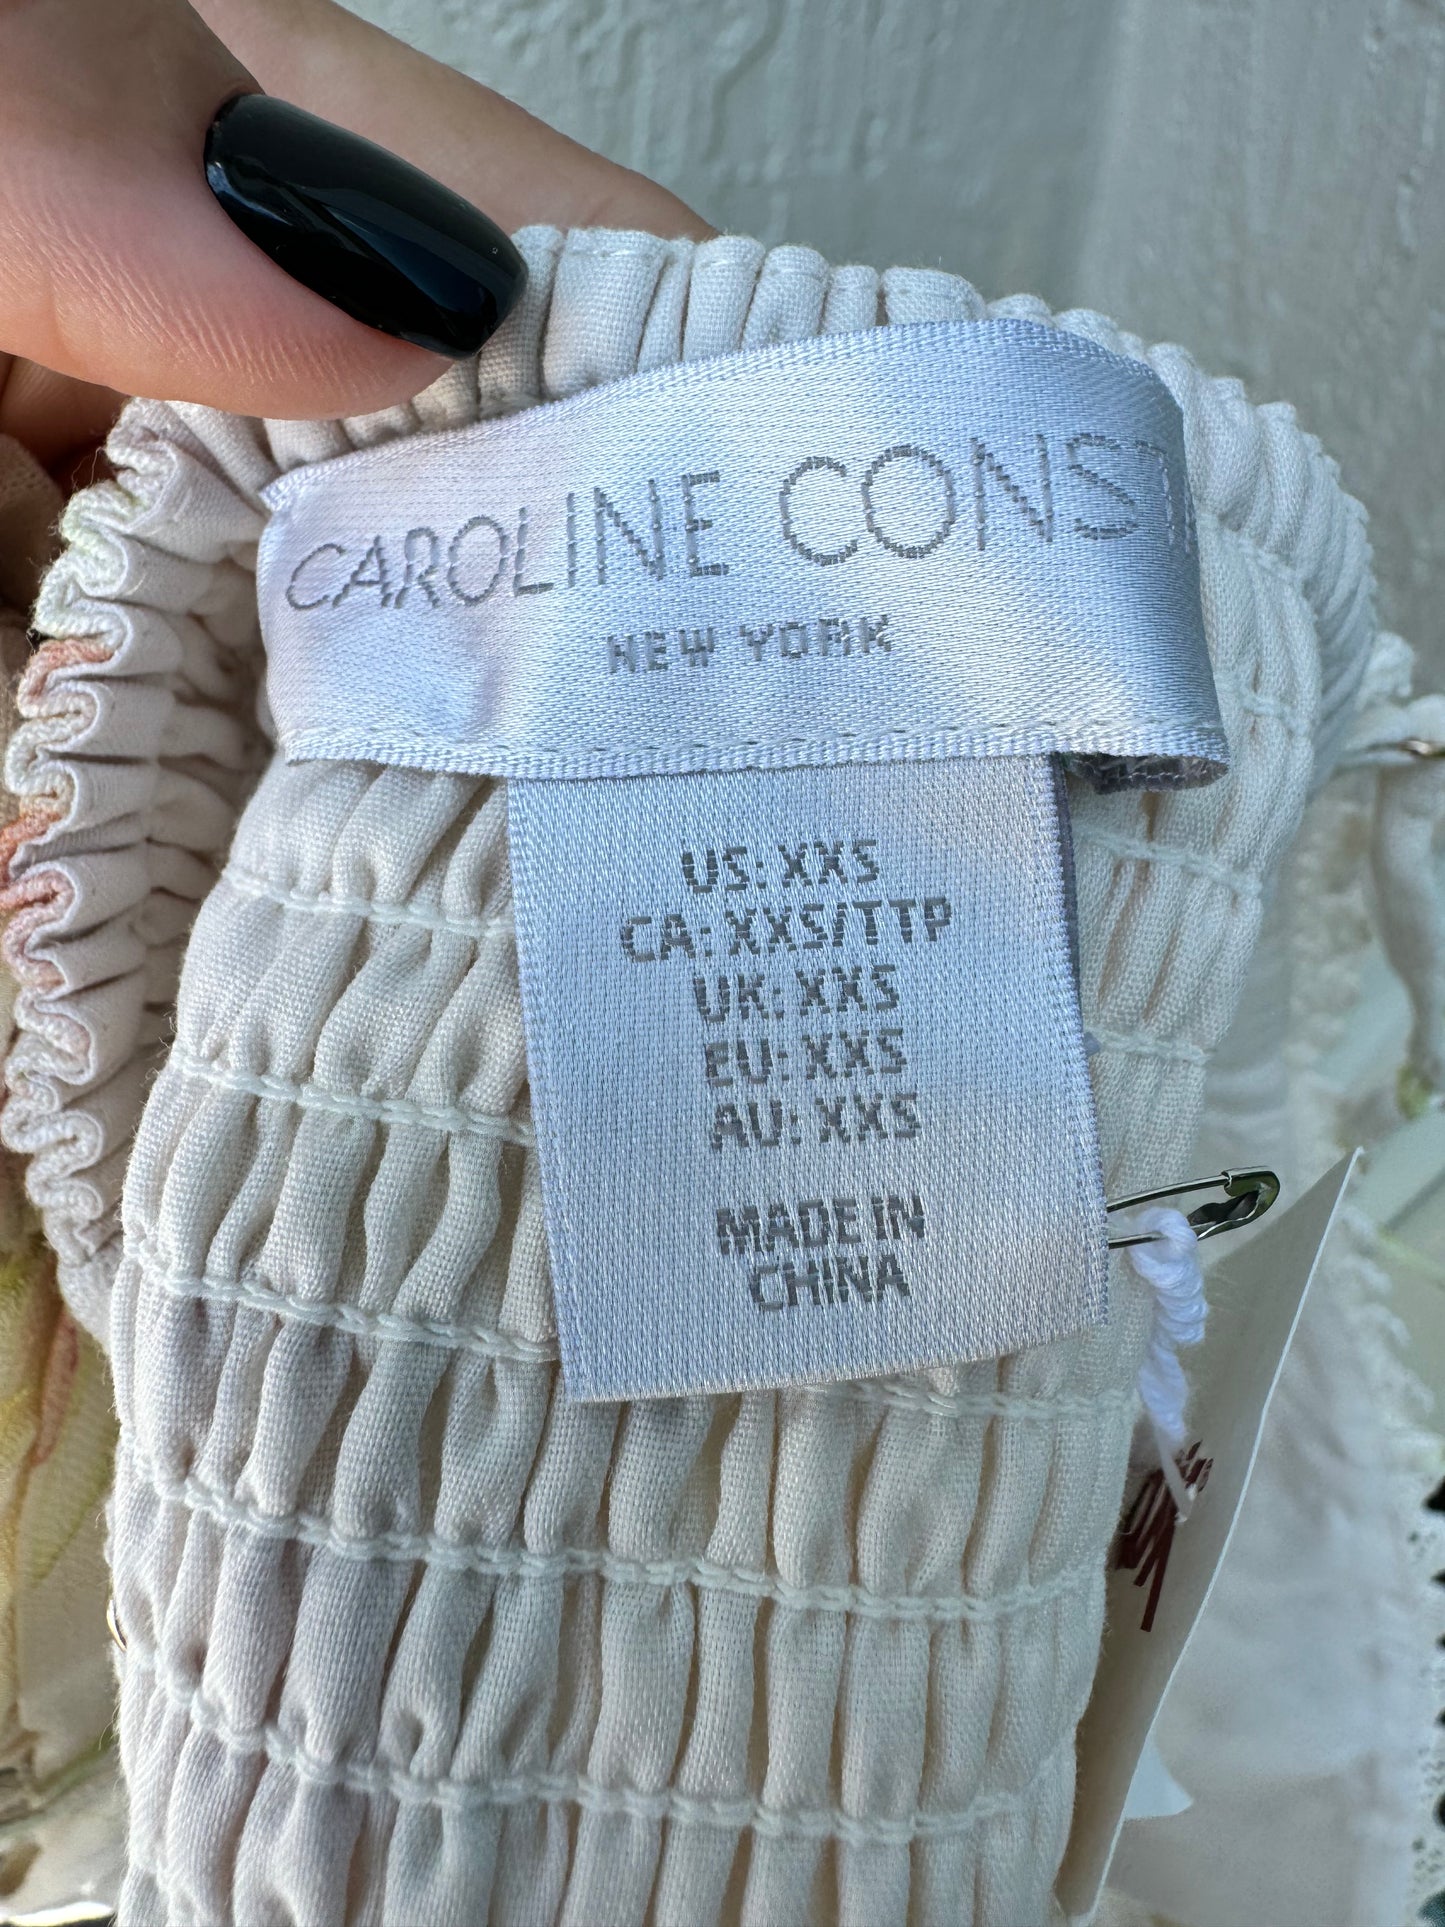 CAROLINE CONST
NEW YORK
US: XXS
CA: XXS/TTP
UK: XXS
EU: XXS
AU: XXS
MADE IN
CHINA